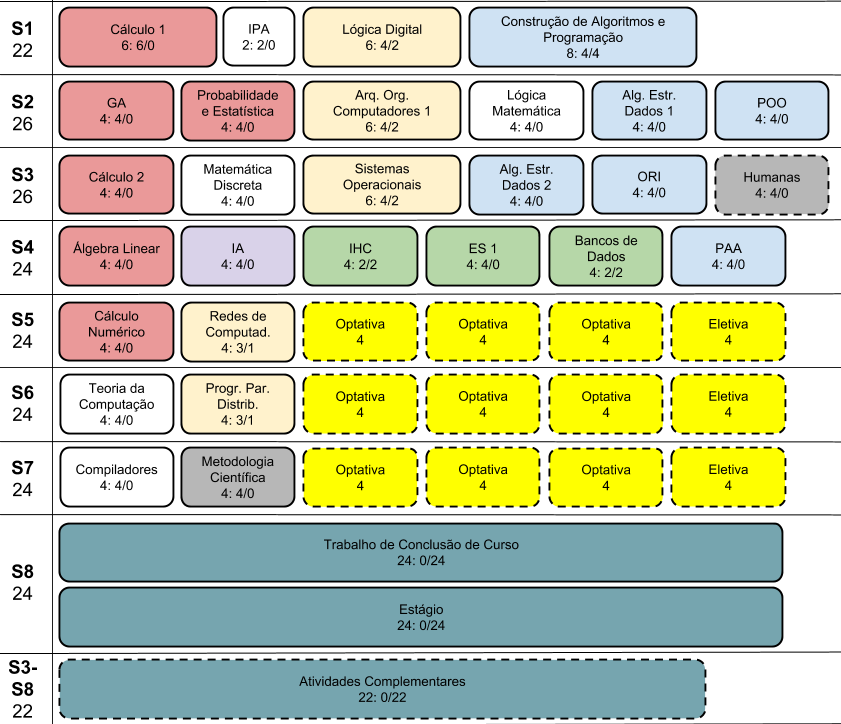 S1
22
Cálculo 1
6: 6/0
IPA
2: 2/0
Lógica Digital
6: 4/2
Construção de Algoritmos e
Programação
8: 4/4
S2
26
GA
4: 4/0
Probabilidade
e Estatística
4: 4/0
Arq. Org.
Computadores 1
6: 4/2
Lógica
Matemática
4: 4/0
Alg. Estr.
Dados 1
4: 4/0
POO
4: 4/0
S3
26
Cálculo 2
4: 4/0
Matemática
Discreta
4: 4/0
Sistemas
Operacionais
6: 4/2
Alg. Estr.
Dados 2
4: 4/0
ORI
4: 4/0
Humanas
4: 4/0
S4
24
Álgebra Linear
4: 4/0
IA
4: 4/0
IHC
4: 2/2
ES 1
4: 4/0
Bancos de
Dados
4: 2/2
PAA
4: 4/0
S5
24
Cálculo
Numérico
4: 4/0
Redes de
Computad.
4: 3/1
Optativa
4
Optativa
4
Optativa
4
Eletiva
4
S6
24
Teoria da
Computação
4: 4/0
Progr. Par.
Distrib.
4: 3/1
Optativa
4
Optativa
4
Optativa
4
Eletiva
4
S7
24
Compiladores
4: 4/0
Metodologia
Científica
4: 4/0
Optativa
4
Optativa
4
Optativa
4
Eletiva
4
S8
24
Trabalho de Conclusão de Curso
24: 0/24
Estágio
24: 0/24
S3-
S8
22
Atividades Complementares
22: 0/22